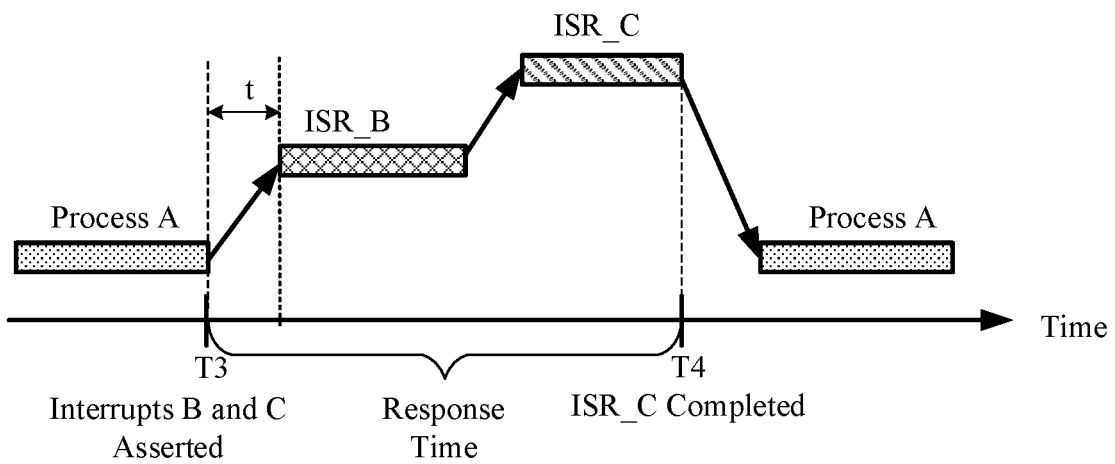 ISR_C
t
ISR_B
Process A
Process A
Time
T3
T4
Interrupts B and C
Asserted
Response
Time
ISR_C Completed